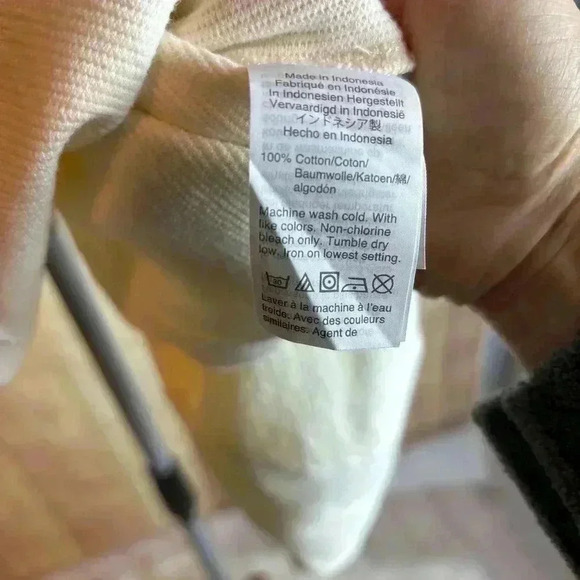 Made in Indonesia
Fabriqué en Indonésie
In Indonesien Hergestellt
Vervaardigd in Indonesië
インドネシア製
Hecho en Indonesia
100% Cotton/Coton/
Baumwolle/Katoen/綿/
algodón
Machine wash cold. With
like colors. Non-chlorine
bleach only. Tumble dry
low. Iron on lowest setting.
Laver à la machine à l'eau
froide. Avec des couleurs
similaires. Agent de